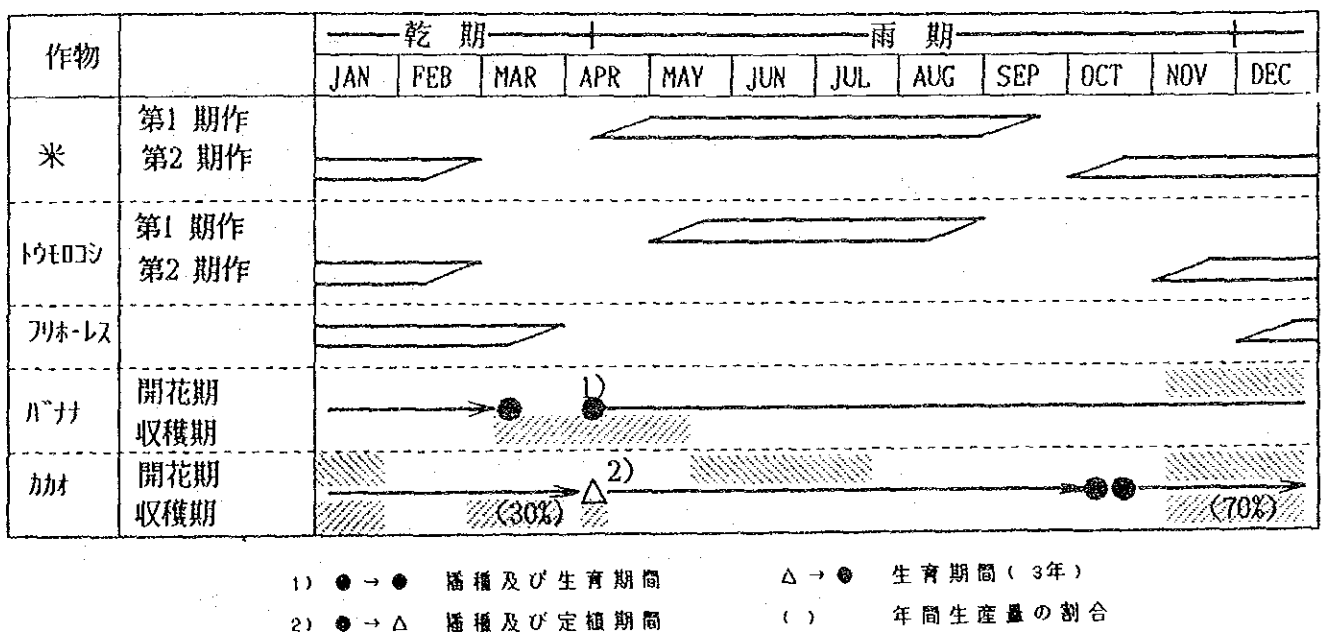 作物 乾 期 雨 期
JAN FEB MAR APR MAY JUN JUL AUG SEP OCT NOV DEC
米 第1 期作
第2 期作
トウモロコシ 第1 期作
第2 期作
フリホーレス
バナナ 開花期 1)
収穫期
カカオ 開花期 2)
収穫期 (30%) (70%)
1) ● → ● 播種及び生育期間 △ → ● 生育期間 ( 3年 )
2) ● → △ 播種及び定植期間 ( ) 年間生産量の割合